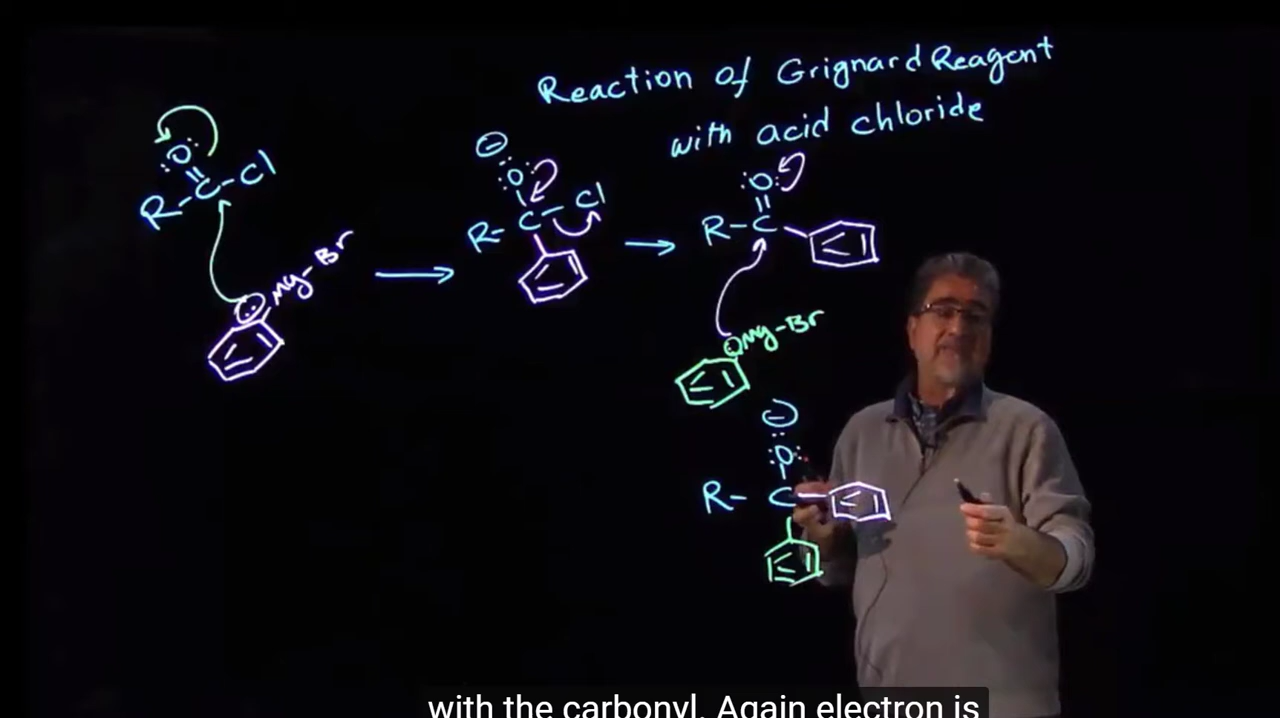 Reaction of Grignard Reagent
with acid chloride
O
R-C-Cl
Mg-Br
⊖
:O:
R-C-Cl
:O:
R-C
Mg-Br
⊖
:O:
R-C
with the carbonyl. Again electron is